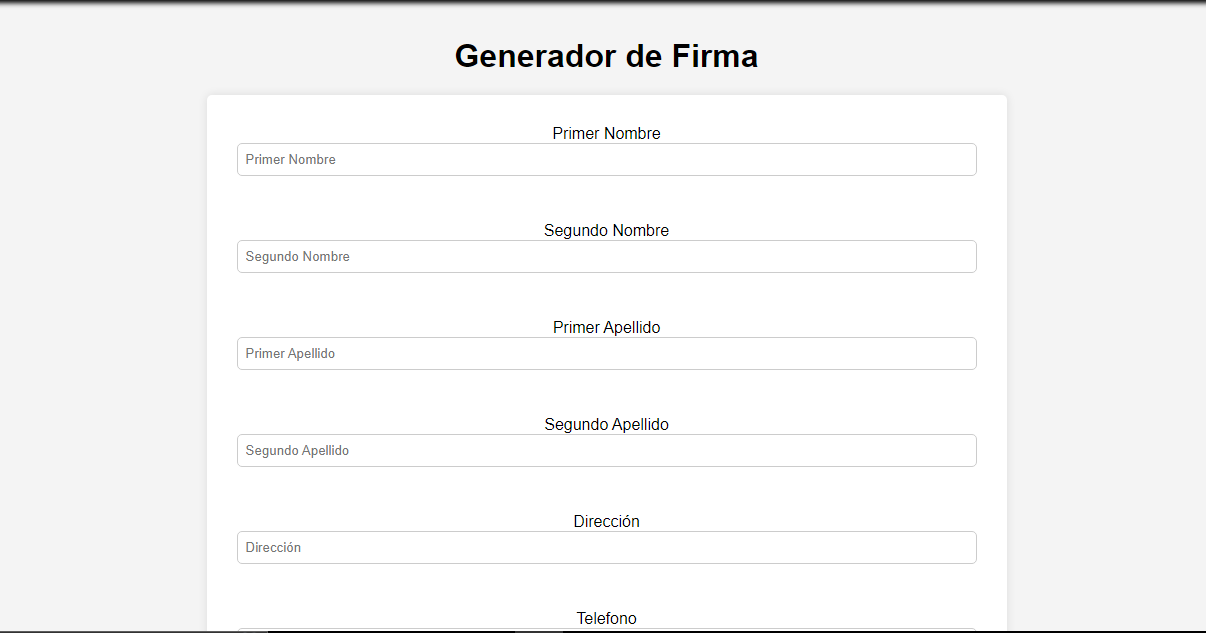 Generador de Firma
Primer Nombre
Primer Nombre
Segundo Nombre
Segundo Nombre
Primer Apellido
Primer Apellido
Segundo Apellido
Segundo Apellido
Dirección
Dirección
Telefono